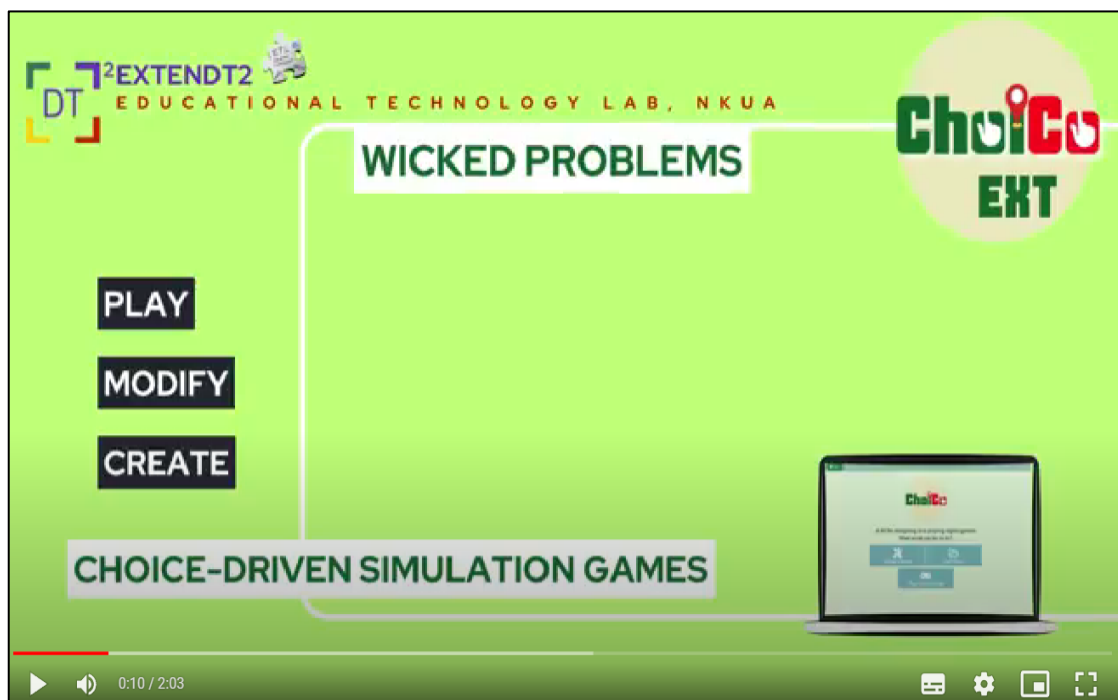 ²EXTENDT2
DT
EDUCATIONAL TECHNOLOGY LAB, NKUA
ChoiCo
EXT
WICKED PROBLEMS
PLAY
MODIFY
CREATE
CHOICE-DRIVEN SIMULATION GAMES
ChoiCo
0:10 / 2:03